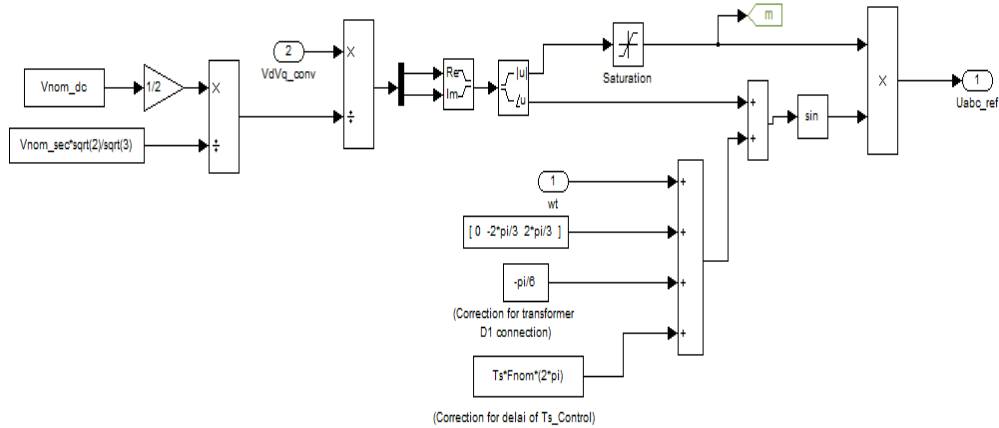 m
2
VdVq_conv
Vnom_dc
1/2
×
÷
Vnom_sec*sqrt(2)/sqrt(3)
×
÷
Re
Im
|u|
∠u
Saturation
+
+
sin
×
1
Uabc_ref
1
wt
[ 0 -2*pi/3 2*pi/3 ]
-pi/6
(Correction for transformer
D1 connection)
+
+
+
+
Ts*Fnom*(2*pi)
(Correction for delai of Ts_Control)